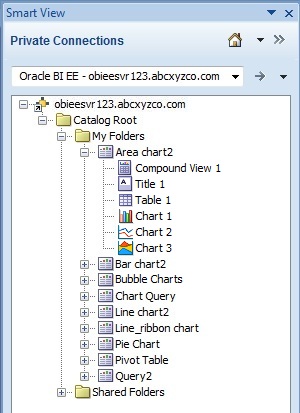 Smart View
Private Connections
Oracle BI EE - obieesvr123.abcxyzco.com
obieesvr123.abcxyzco.com
Catalog Root
My Folders
Area chart2
Compound View 1
Title 1
Table 1
Chart 1
Chart 2
Chart 3
Bar chart2
Bubble Charts
Chart Query
Line chart2
Line_ribbon chart
Pie Chart
Pivot Table
Query2
Shared Folders